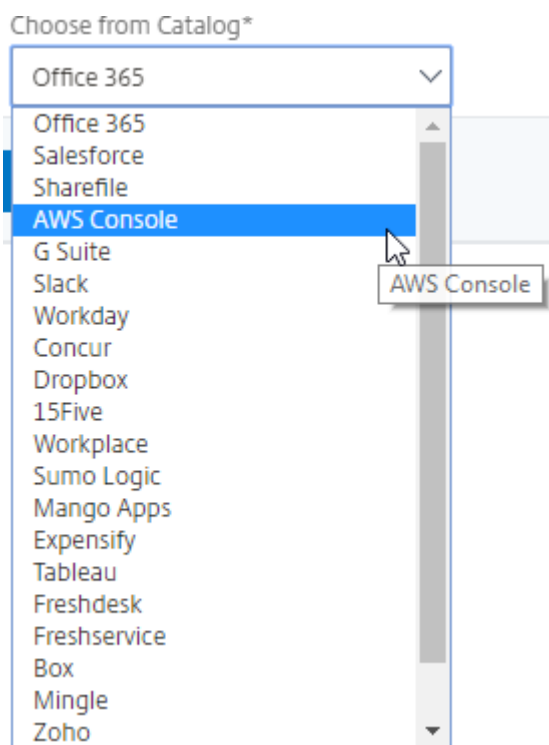 Choose from Catalog*
Office 365
Office 365
Salesforce
Sharefile
AWS Console
G Suite
Slack
AWS Console
Workday
Concur
Dropbox
15Five
Workplace
Sumo Logic
Mango Apps
Expensify
Tableau
Freshdesk
Freshservice
Box
Mingle
Zoho